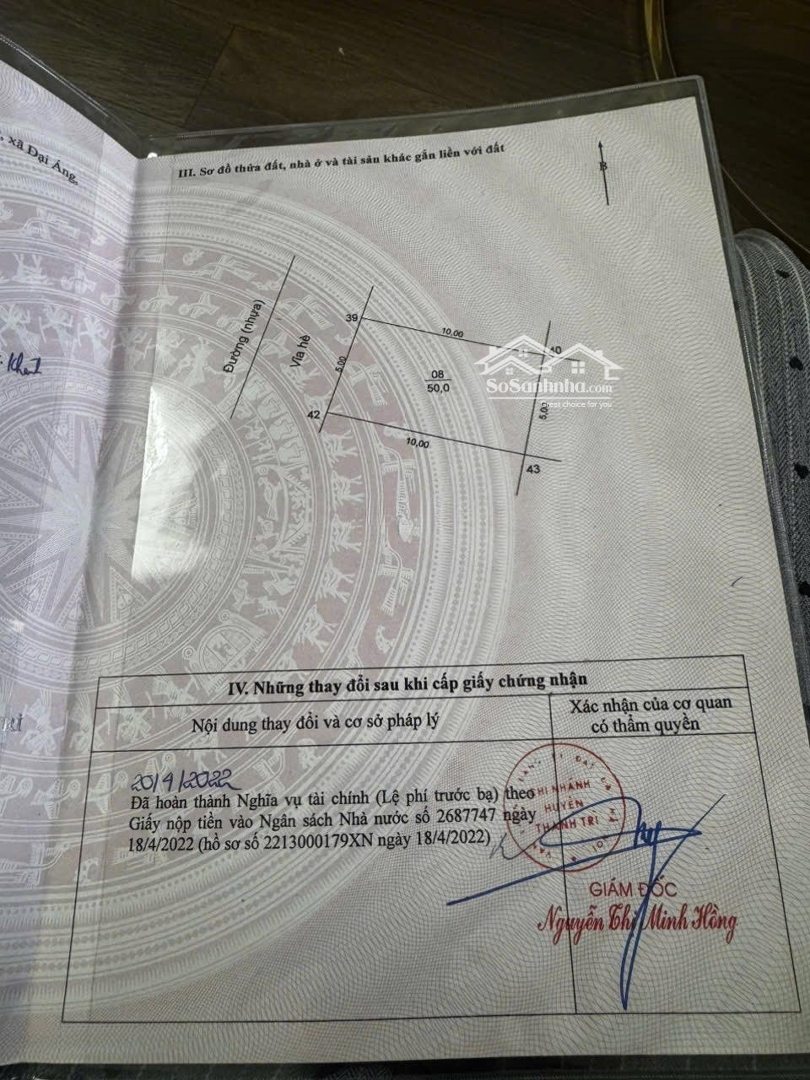 xã Đại Áng,
III. Sơ đồ thửa đất, nhà ở và tài sản khác gắn liền với đất
B
Đường (nhựa)
Vỉa hè
39
10,00
40
5,00
08
50,0
SoSanhnha.com
Best choice for you
5,00
42
10,00
43
IV. Những thay đổi sau khi cấp giấy chứng nhận
Nội dung thay đổi và cơ sở pháp lý
Xác nhận của cơ quan
có thẩm quyền
20/4/2022
Đã hoàn thành Nghĩa vụ tài chính (Lệ phí trước bạ) theo
Giấy nộp tiền vào Ngân sách Nhà nước số 2687747 ngày
18/4/2022 (hồ sơ số 2213000179XN ngày 18/4/2022)
CHI NHÁNH
HUYỆN
THANH TRÌ
GIÁM ĐỐC
Nguyễn Thị Minh Hồng